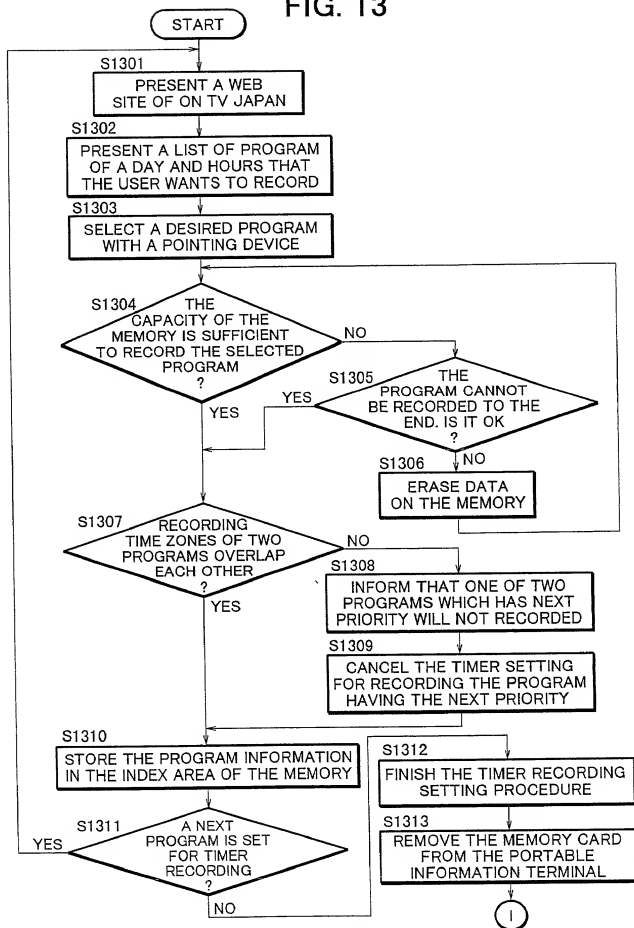 FIG. 13
START
S1301
PRESENT A WEB
SITE OF ON TV JAPAN
S1302
PRESENT A LIST OF PROGRAM
OF A DAY AND HOURS THAT
THE USER WANTS TO RECORD
S1303
SELECT A DESIRED PROGRAM
WITH A POINTING DEVICE
S1304
THE
CAPACITY OF THE
MEMORY IS SUFFICIENT
TO RECORD THE SELECTED
PROGRAM
?
NO
YES
S1305
THE
PROGRAM CANNOT
BE RECORDED TO THE
END. IS IT OK
?
YES
NO
S1306
ERASE DATA
ON THE MEMORY
S1307
RECORDING
TIME ZONES OF TWO
PROGRAMS OVERLAP
EACH OTHER
?
NO
YES
S1308
INFORM THAT ONE OF TWO
PROGRAMS WHICH HAS NEXT
PRIORITY WILL NOT RECORDED
S1309
CANCEL THE TIMER SETTING
FOR RECORDING THE PROGRAM
HAVING THE NEXT PRIORITY
S1310
STORE THE PROGRAM INFORMATION
IN THE INDEX AREA OF THE MEMORY
S1311
A NEXT
PROGRAM IS SET
FOR TIMER
RECORDING
?
YES
NO
S1312
FINISH THE TIMER RECORDING
SETTING PROCEDURE
S1313
REMOVE THE MEMORY CARD
FROM THE PORTABLE
INFORMATION TERMINAL
I